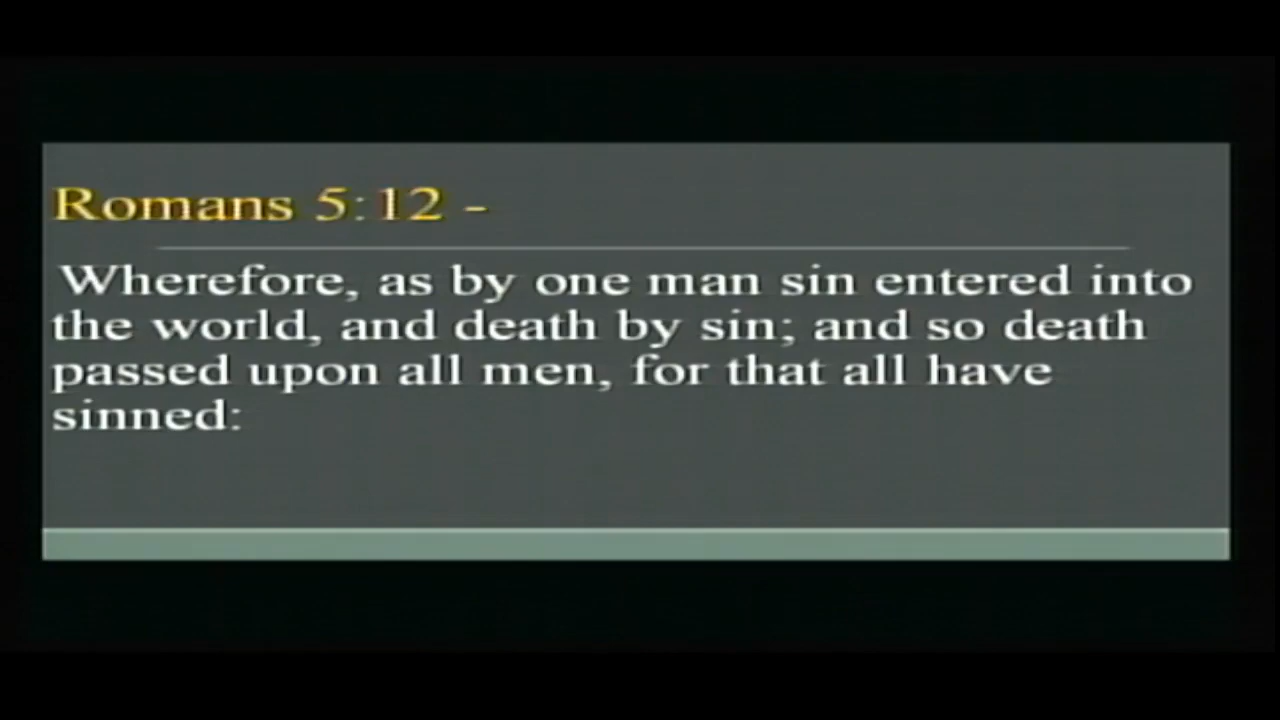 Romans 5:12 -
Wherefore, as by one man sin entered into
the world, and death by sin; and so death
passed upon all men, for that all have
sinned: